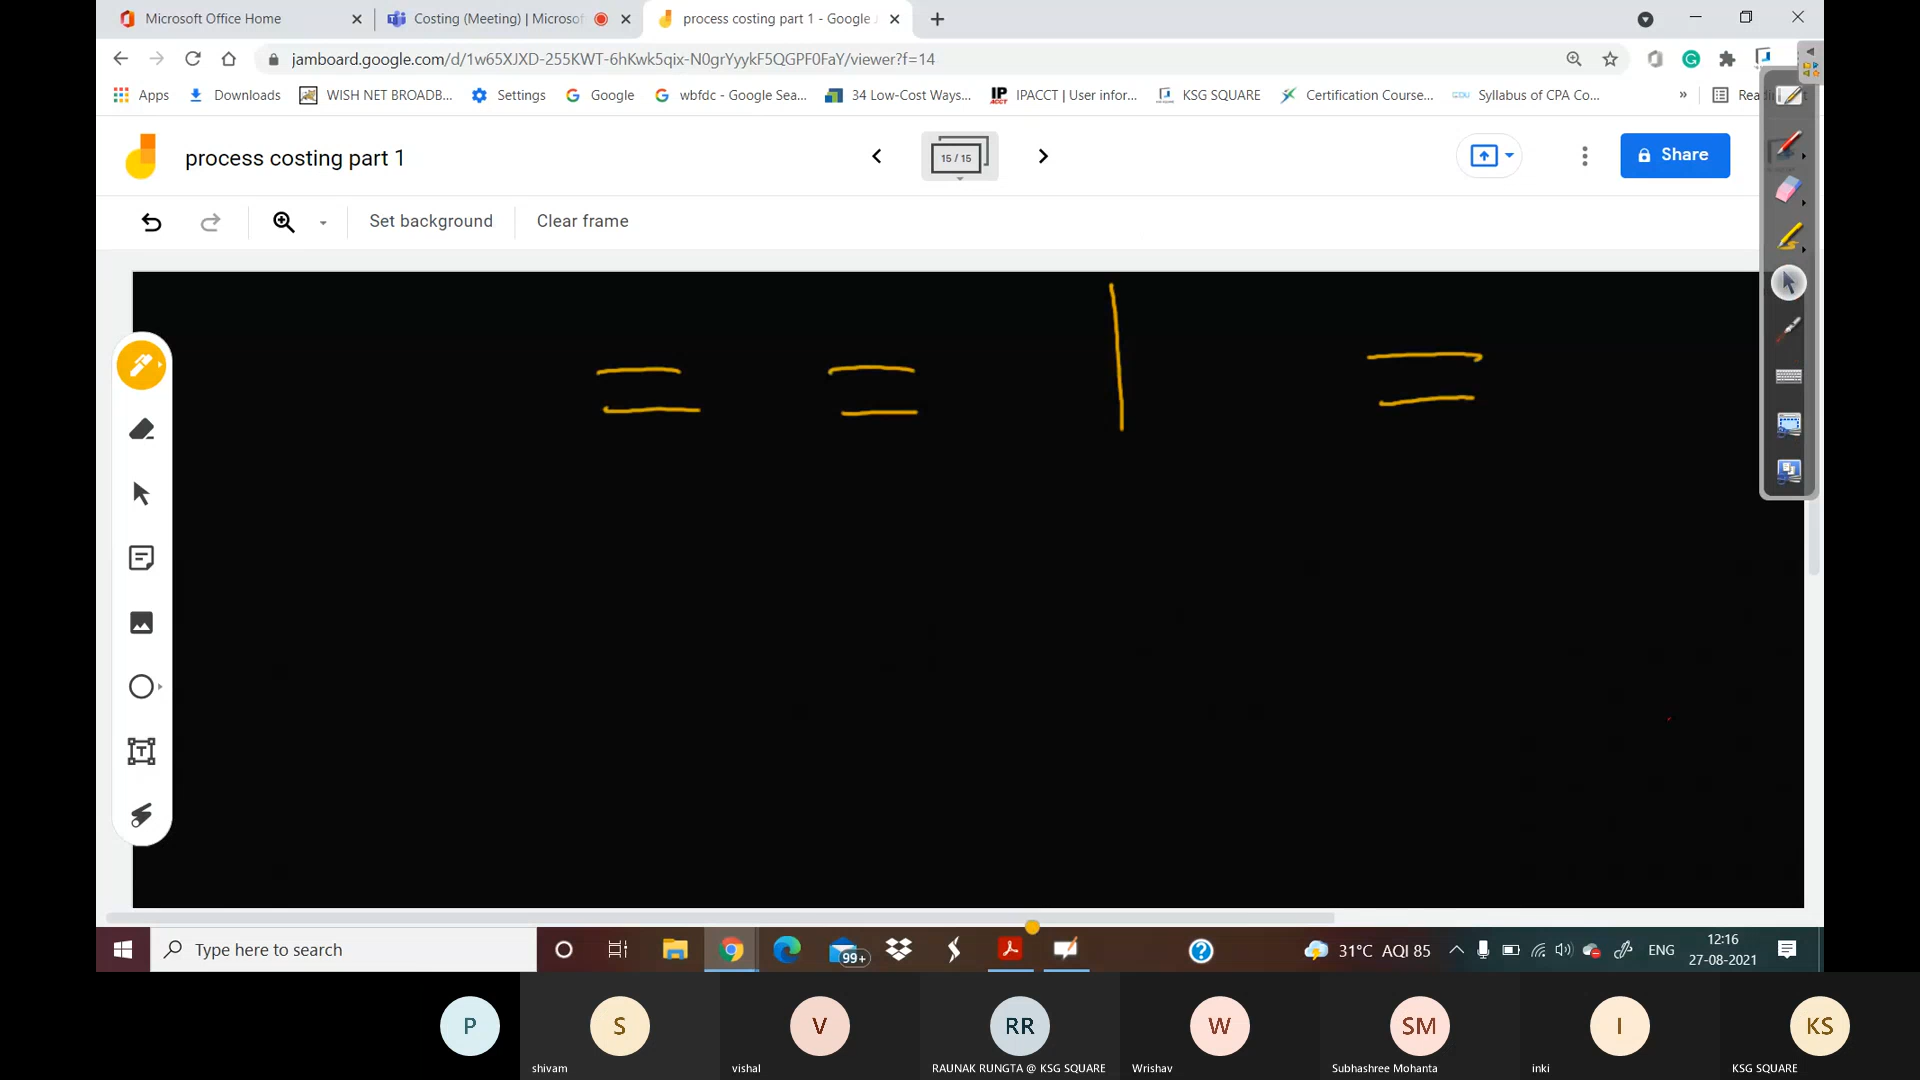 Microsoft Office Home
Costing (Meeting) | Microsof
process costing part 1 - Google J
jamboard.google.com/d/1w65XJXD-255KWT-6hKwk5qix-N0grYyykF5QGPF0FaY/viewer?f=14
Apps Downloads WISH NET BROADB... Settings Google wbfdc - Google Sea... 34 Low-Cost Ways... IPACCT | User infor... KSG SQUARE Certification Course... Syllabus of CPA Co... » Rea
process costing part 1
15 / 15
Share
Set background Clear frame
Type here to search
99+
31°C AQI 85
ENG
12:16
27-08-2021
P S V RR W SM I KS
shivam vishal RAUNAK RUNGTA @ KSG SQUARE Wrishav Subhashree Mohanta inki KSG SQUARE